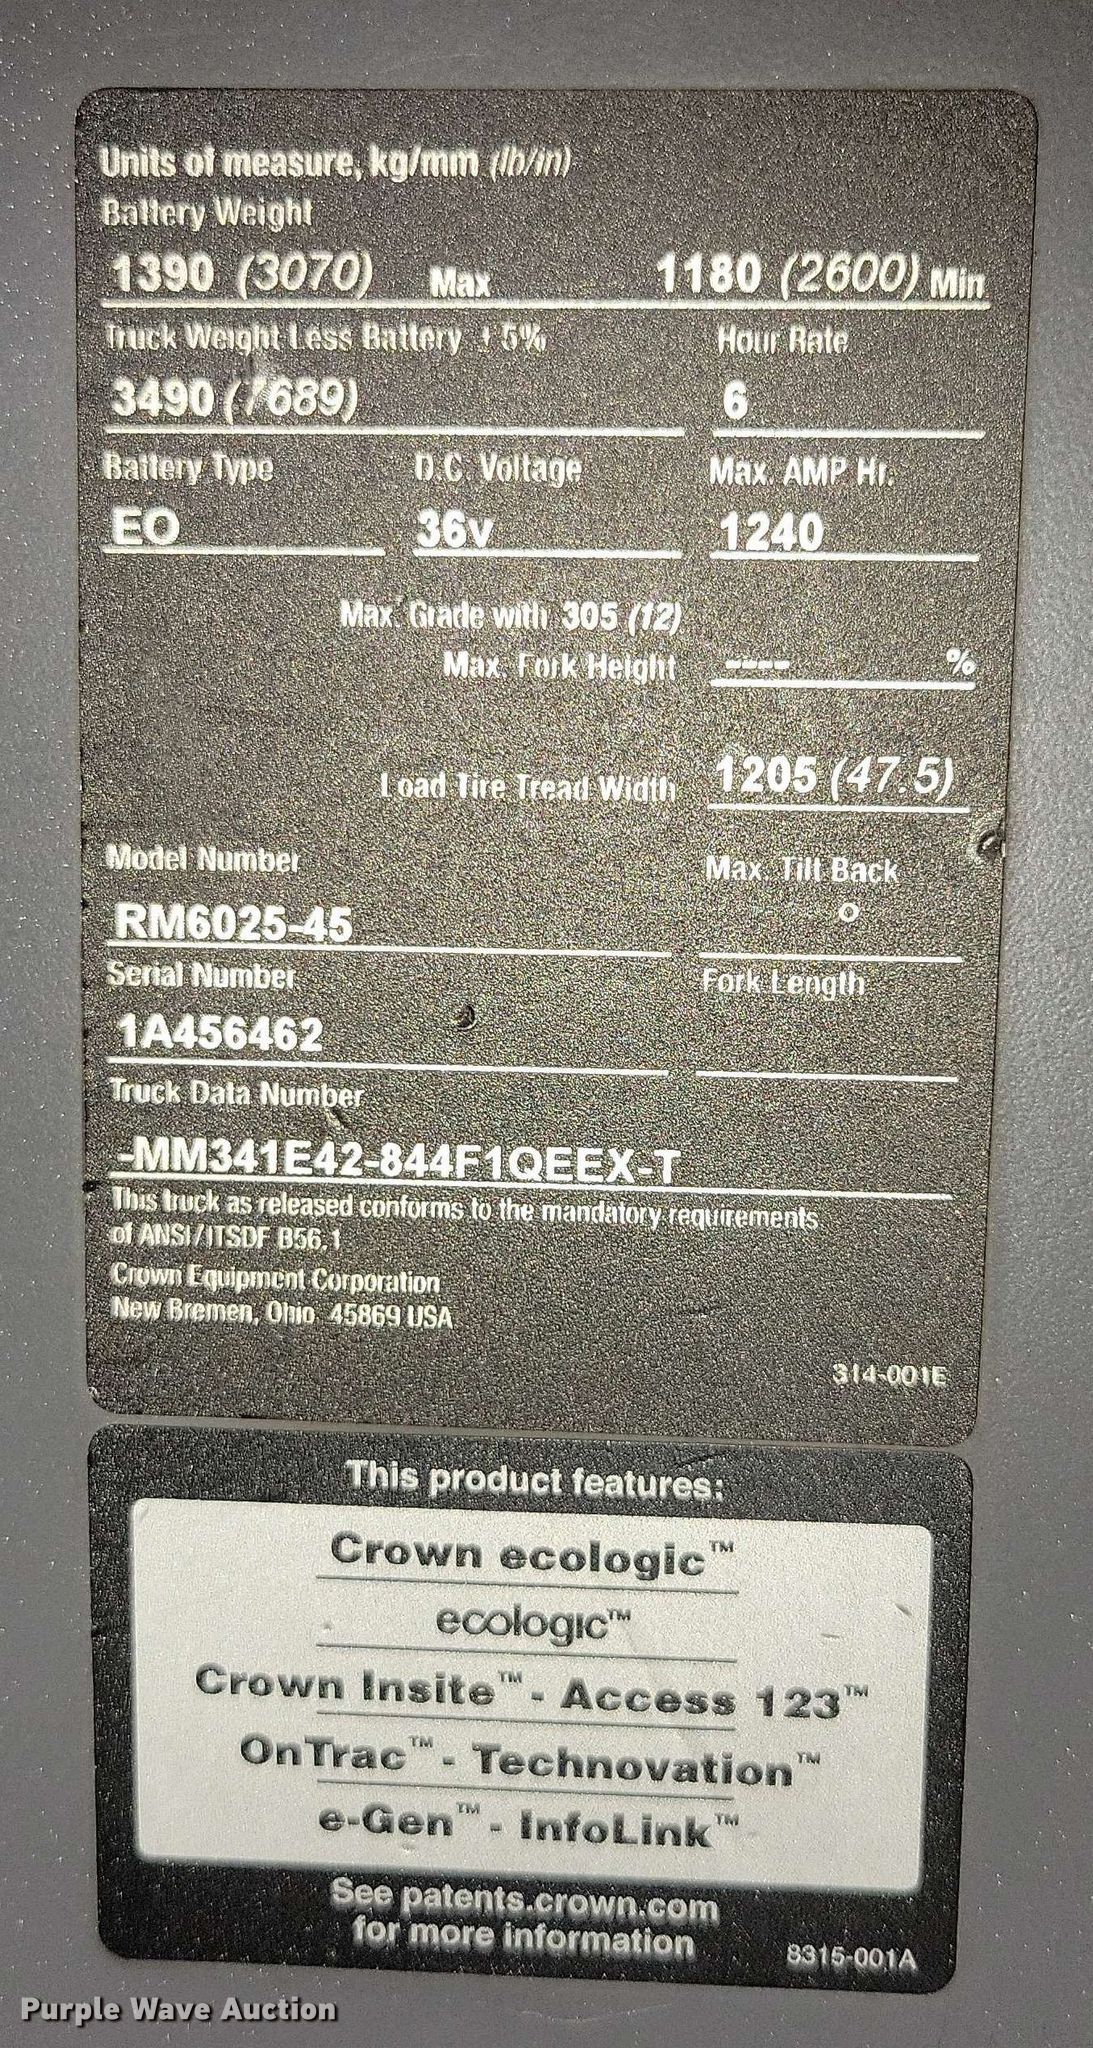 Units of measure, kg/mm (lb/in)
Battery Weight
1390 (3070) Max 1180 (2600) Min
Truck Weight Less Battery ± 5% Hour Rate
3490 (7689) 6
Battery Type D.C. Voltage Max. AMP Hr.
EO 36v 1240
Max. Grade with 305 (12)
Max. Fork Height ---- %
Load Tire Tread Width 1205 (47.5)
Model Number Max. Tilt Back
RM6025-45 °
Serial Number Fork Length
1A456462
Truck Data Number
-MM341E42-844F1QEEX-T
This truck as released conforms to the mandatory requirements
of ANSI/ITSDF B56.1
Crown Equipment Corporation
New Bremen, Ohio 45869 USA
314-001E
This product features:
Crown ecologic™
ecologic™
Crown Insite™ - Access 123™
OnTrac™ - Technovation™
e-Gen™ - InfoLink™
See patents.crown.com
for more information
8315-001A
Purple Wave Auction